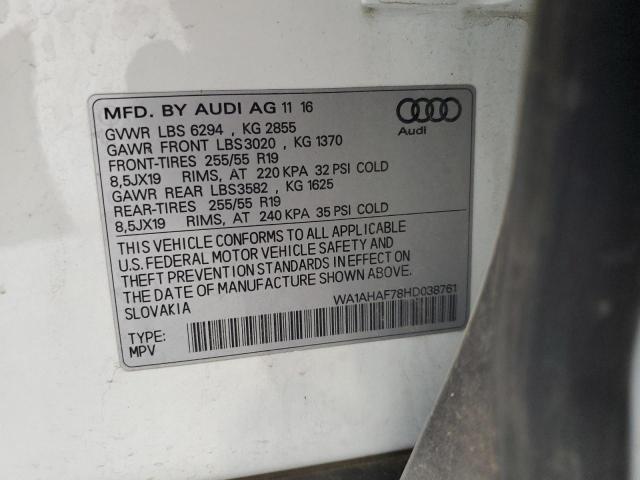 MFD. BY AUDI AG 11 16
Audi
GVWR LBS 6294 , KG 2855
GAWR FRONT LBS3020 , KG 1370
FRONT-TIRES 255/55 R19
8,5JX19 RIMS, AT 220 KPA 32 PSI COLD
GAWR REAR LBS3582 , KG 1625
REAR-TIRES 255/55 R19
8,5JX19 RIMS, AT 240 KPA 35 PSI COLD
THIS VEHICLE CONFORMS TO ALL APPLICABLE
U.S. FEDERAL MOTOR VEHICLE SAFETY AND
THEFT PREVENTION STANDARDS IN EFFECT ON
THE DATE OF MANUFACTURE SHOWN ABOVE.
SLOVAKIA
WA1AHAF78HD038761
TYPE:
MPV